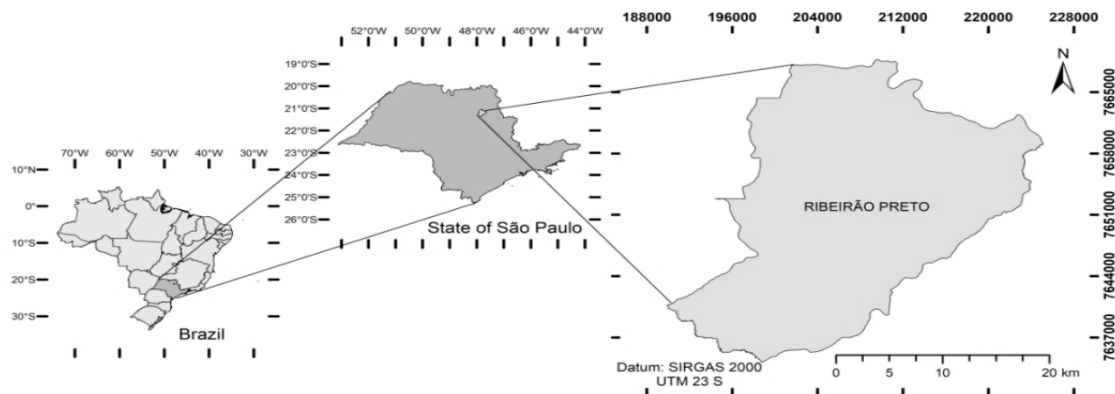 70°W 60°W 50°W 40°W 30°W
10°N
0°
10°S
20°S
30°S
Brazil
52°0'W 50°0'W 48°0'W 46°0'W 44°0'W
19°0'S
20°0'S
21°0'S
22°0'S
23°0'S
24°0'S
25°0'S
26°0'S
State of São Paulo
188000 196000 204000 212000 220000 228000
N
7665000
7658000
7651000
7644000
7637000
RIBEIRÃO PRETO
Datum: SIRGAS 2000
UTM 23 S
0 5 10 20 km